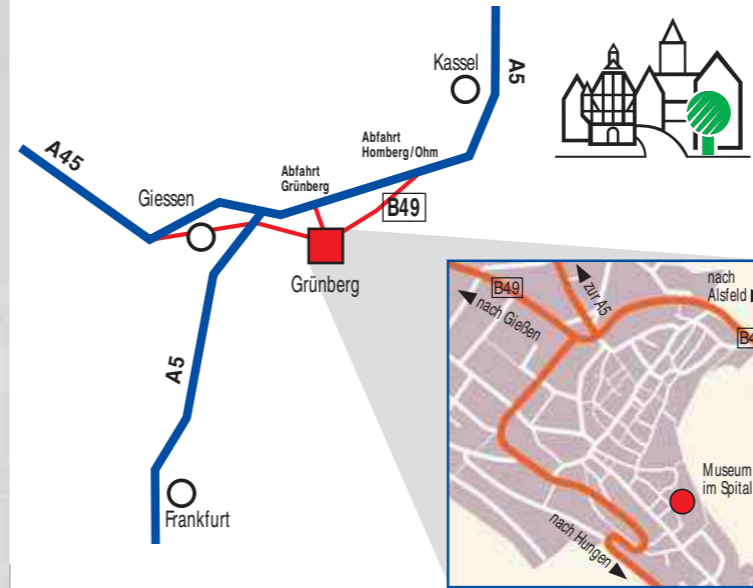 Kassel
A5
A45
Abfahrt
Homberg/Ohm
Abfahrt
Grünberg
Giessen
B49
Grünberg
A5
Frankfurt
B49
zur A5
nach
Alsfeld
nach Gießen
Museum
im Spital
nach Hungen